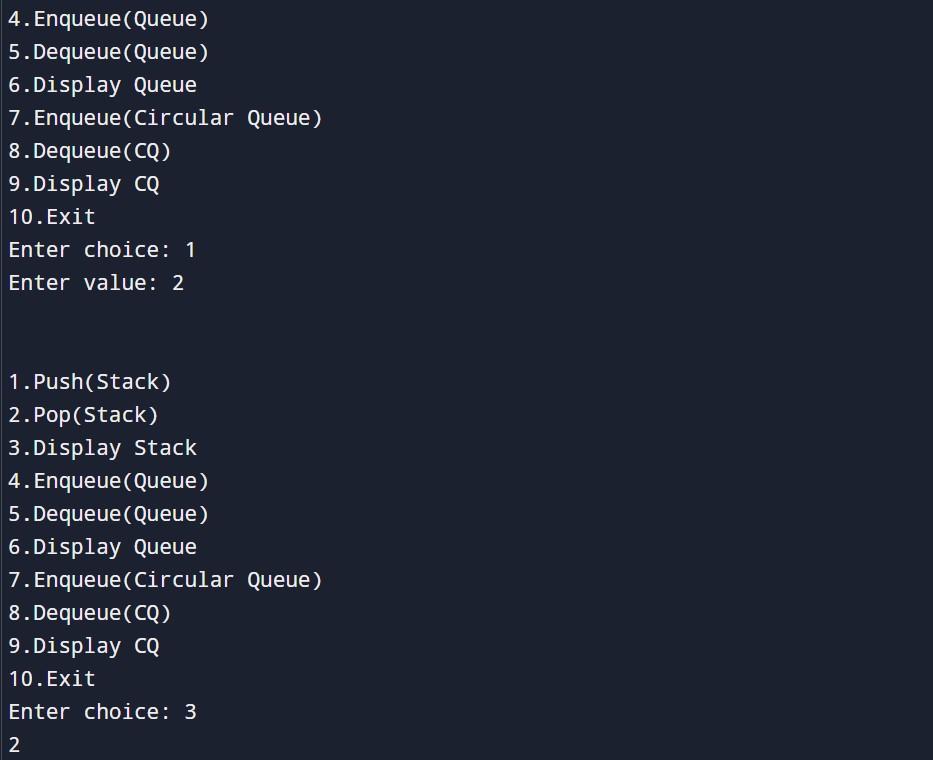 4.Enqueue(Queue)
5.Dequeue(Queue)
6.Display Queue
7.Enqueue(Circular Queue)
8.Dequeue(CQ)
9.Display CQ
10.Exit
Enter choice: 1
Enter value: 2
1.Push(Stack)
2.Pop(Stack)
3.Display Stack
4.Enqueue(Queue)
5.Dequeue(Queue)
6.Display Queue
7.Enqueue(Circular Queue)
8.Dequeue(CQ)
9.Display CQ
10.Exit
Enter choice: 3
2